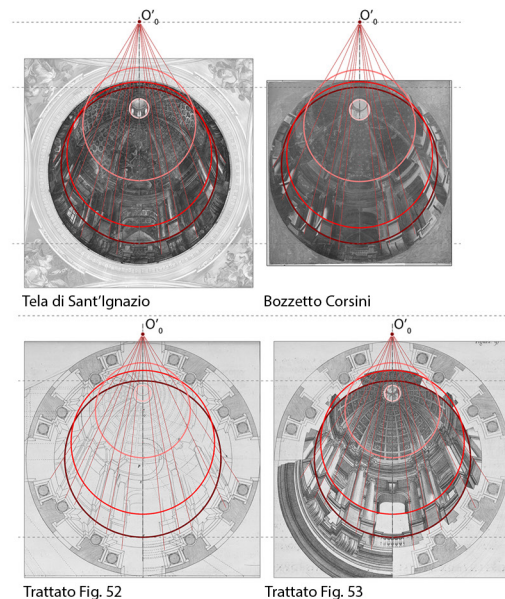 O'₀
O'₀
Tela di Sant'Ignazio
Bozzetto Corsini
O'₀
O'₀
Trattato Fig. 52
Trattato Fig. 53